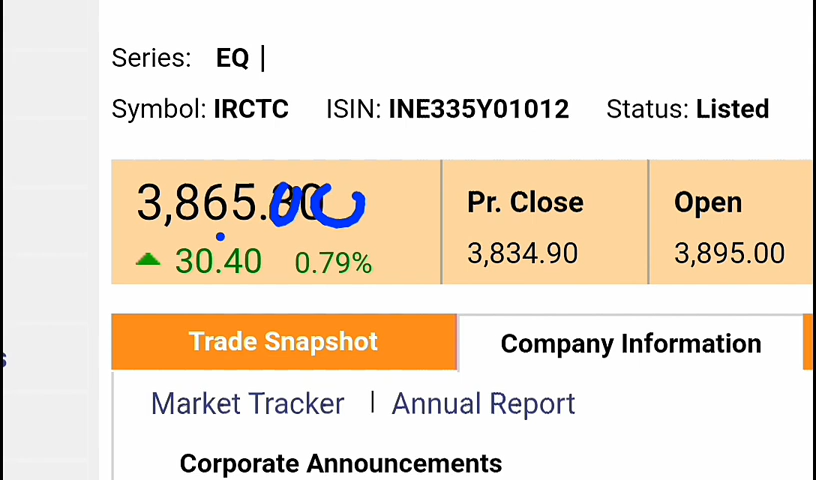 Series: EQ |
Symbol: IRCTC ISIN: INE335Y01012 Status: Listed
3,865.30 Pr. Close Open
30.40 0.79% 3,834.90 3,895.00
Trade Snapshot Company Information
Market Tracker | Annual Report
Corporate Announcements